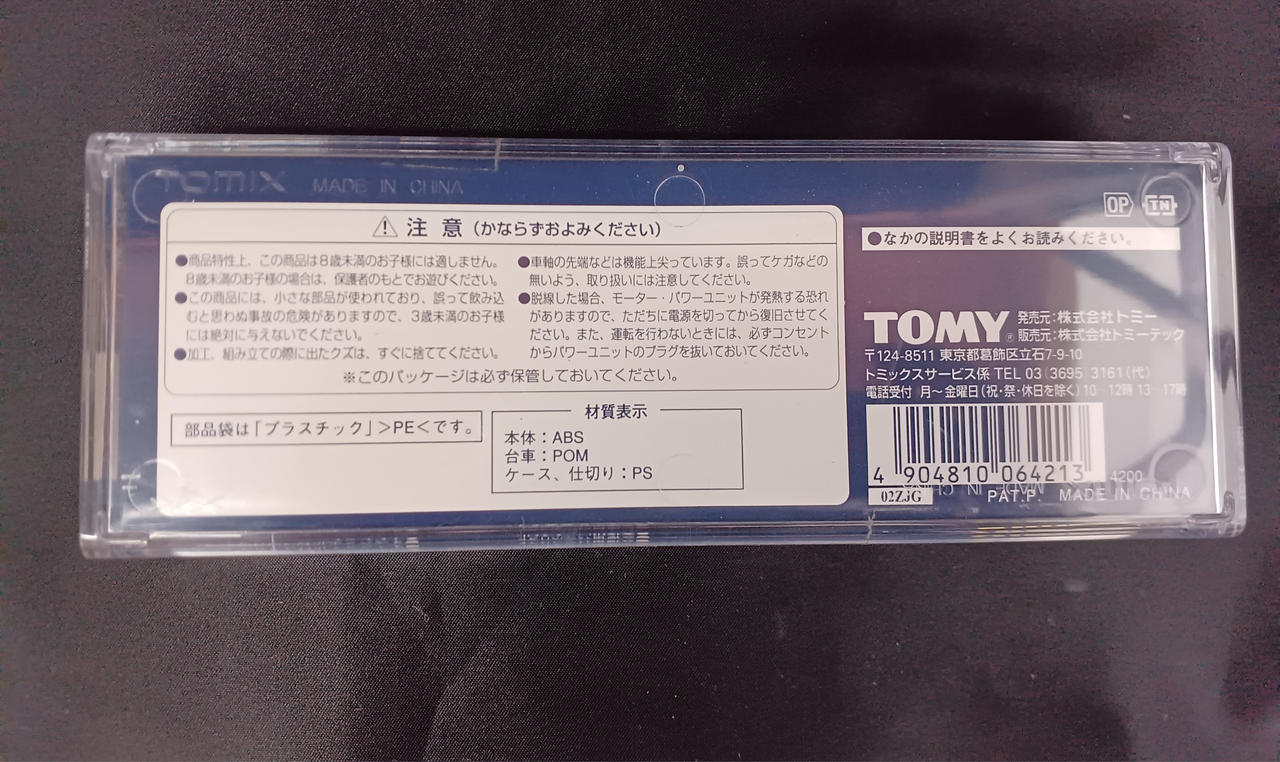 TOMIX MADE IN CHINA
注 意 (かならずおよみください)
●商品特性上、この商品は8歳未満のお子様には適しません。
8歳未満のお子様の場合は、保護者のもとでお遊びください。
●この商品には、小さな部品が使われており、誤って飲み込
むと思わぬ事故の危険がありますので、3歳未満のお子様
には絶対に与えないでください。
●加工、組み立ての際に出たクズは、すぐに捨ててください。
●車軸の先端などは機能上尖っています。誤ってケガなどの
無いよう、取り扱いには注意してください。
●脱線した場合、モーター・パワーユニットが発熱する恐れ
がありますので、ただちに電源を切ってから復旧させてく
ださい。また、運転を行わないときには、必ずコンセント
からパワーユニットのプラグを抜いておいてください。
※このパッケージは必ず保管しておいてください。
部品袋は「プラスチック」>PE<です。
材質表示
本体：ABS
台車：POM
ケース、仕切り：PS
OP TN
●なかの説明書をよくお読みください。
TOMY® 発売元：株式会社トミー
販売元：株式会社トミーテック
〒124-8511 東京都葛飾区立石7-9-10
トミックスサービス係 TEL 03(3695)3161(代)
電話受付 月〜金曜日(祝・祭・休日を除く)10－12時 13－17時
4 904810 064213
4200
02ZJG PAT.P. MADE IN CHINA